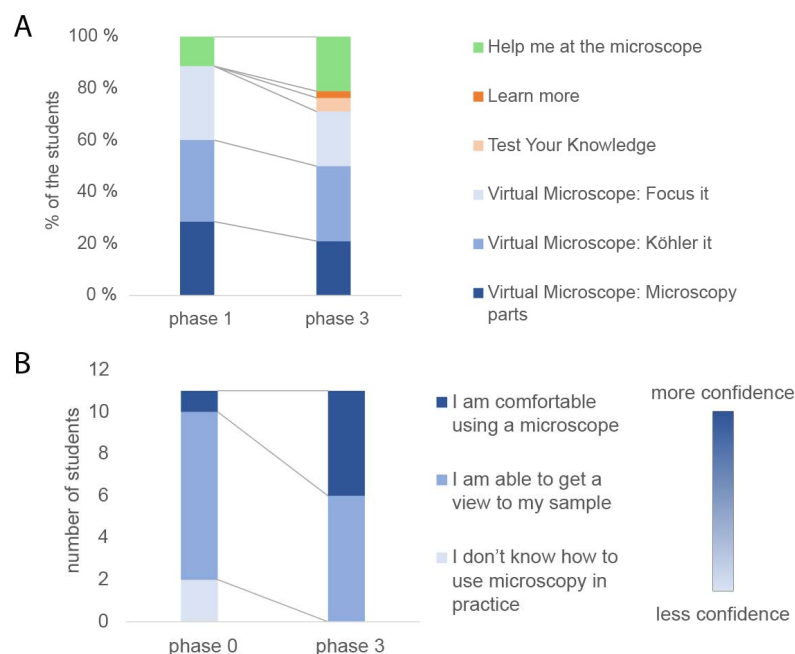 A
100 %
80 %
60 %
40 %
20 %
0 %
% of the students
phase 1
phase 3
Help me at the microscope
Learn more
Test Your Knowledge
Virtual Microscope: Focus it
Virtual Microscope: Köhler it
Virtual Microscope: Microscopy
parts
B
12
10
8
6
4
2
0
number of students
phase 0
phase 3
I am comfortable
using a microscope
I am able to get a
view to my sample
I don't know how to
use microscopy in
practice
more confidence
less confidence